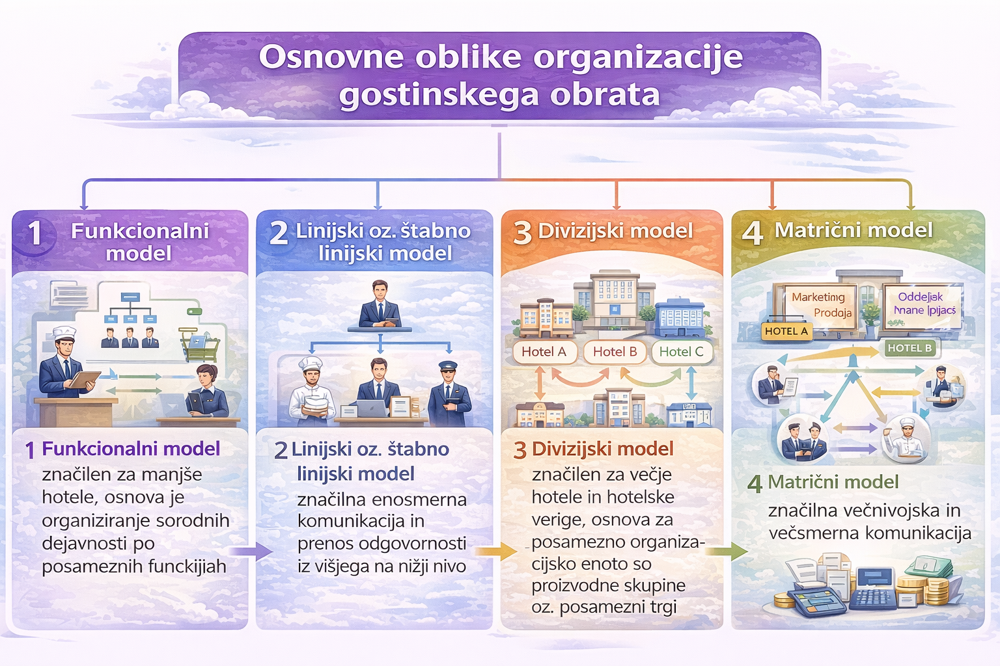 Osnovne oblike organizacije
gostinskega obrata
1 Funkcionalni
model
2 Linijski oz. štabno
linijski model
3 Divizijski model
4 Matrični model
Hotel A
Hotel B
Hotel C
Marketing
Prodaja
Oddeljsk
HOTEL A
HOTEL B
1 Funkcionalni model
značilen za manjše
hotele, osnova je
organiziranje sorodnih
dejavnosti po
posameznih funckijiah
2 Linijski oz. štabno
linijski model
značilna enosmerna
komunikacija in
prenos odgovornosti
iz višjega na nižji nivo
3 Divizijski model
značilen za večje
hotele in hotelske
verige, osnova za
posamezno organiza-
cijsko enoto so
proizvodne skupine
oz. posamezni trgi
4 Matrični model
značilna večnivojska in
večsmerna komunikacija